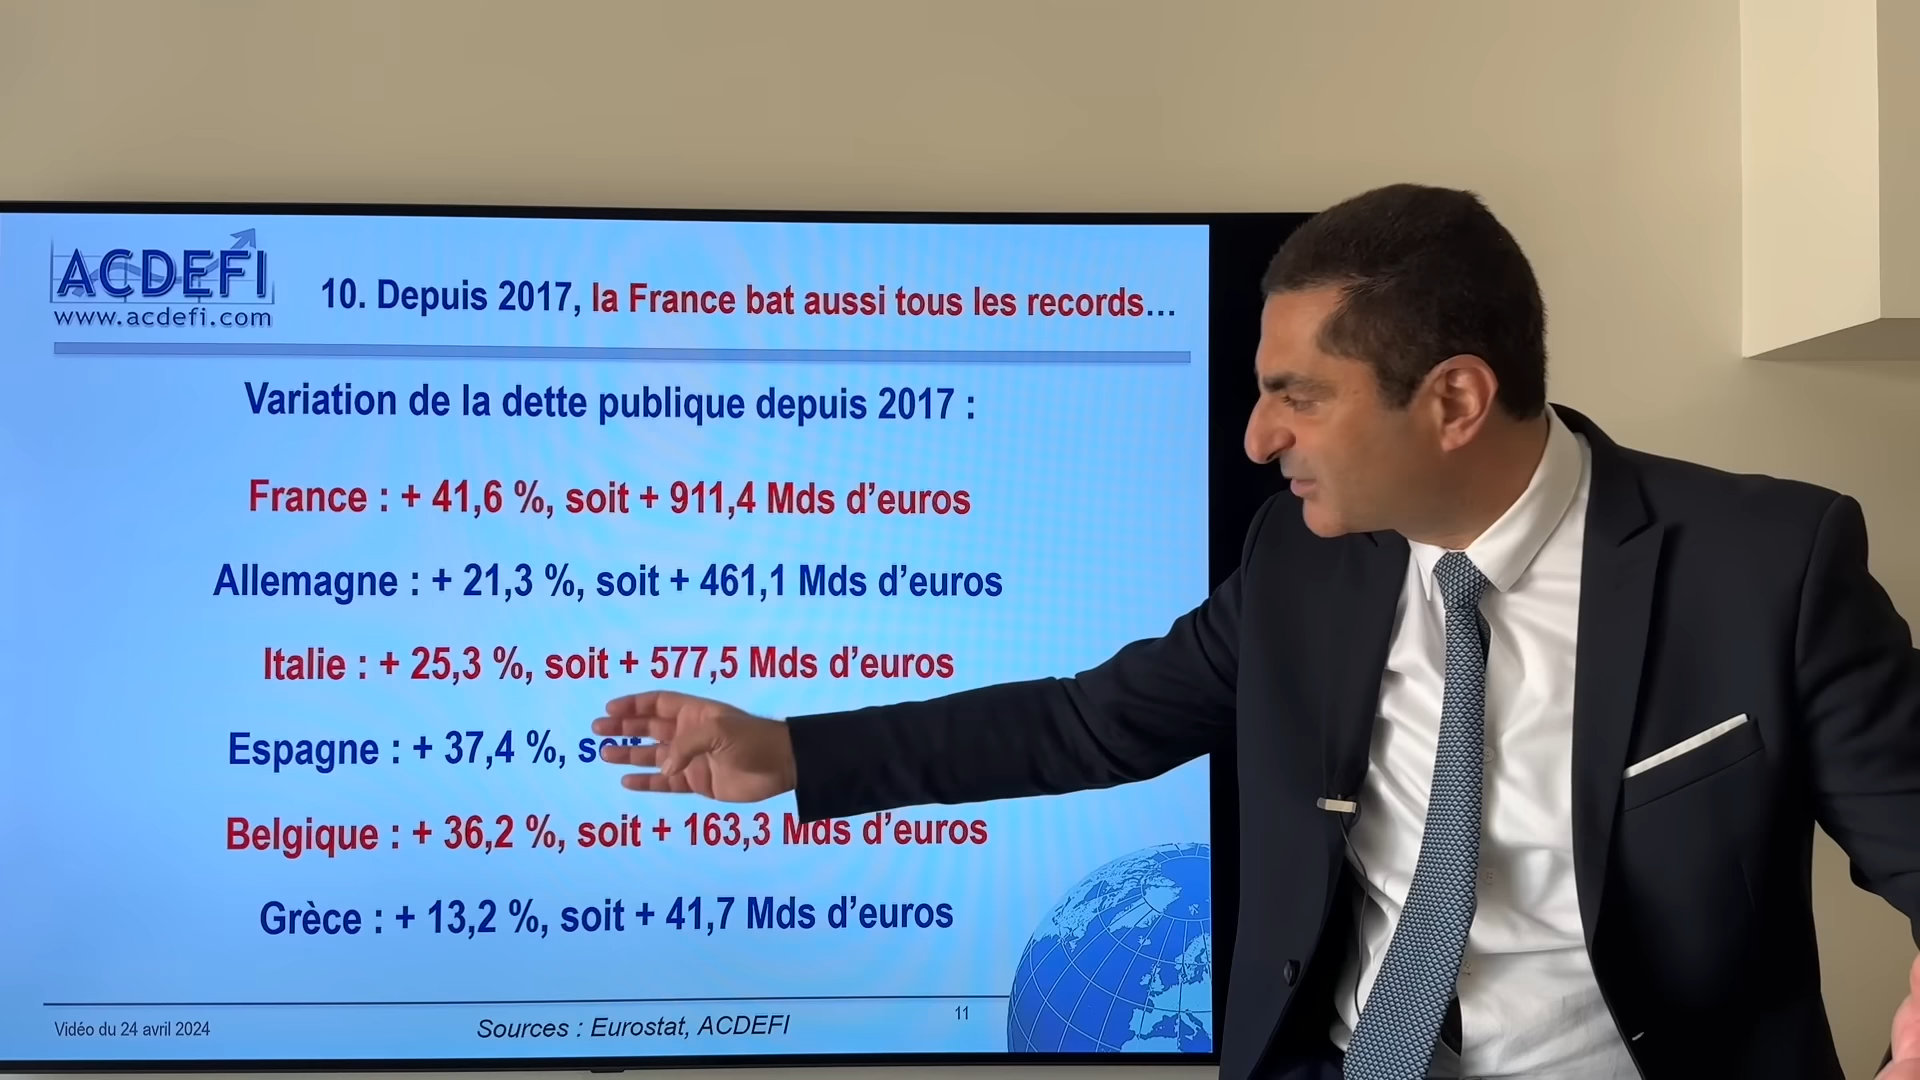 ACDEFI
www.acdefi.com
10. Depuis 2017, la France bat aussi tous les records...
Variation de la dette publique depuis 2017 :
France : + 41,6 %, soit + 911,4 Mds d'euros
Allemagne : + 21,3 %, soit + 461,1 Mds d'euros
Italie : + 25,3 %, soit + 577,5 Mds d'euros
Espagne : + 37,4 %, soit
Belgique : + 36,2 %, soit + 163,3 Mds d'euros
Grèce : + 13,2 %, soit + 41,7 Mds d'euros
Vidéo du 24 avril 2024
Sources : Eurostat, ACDEFI
11